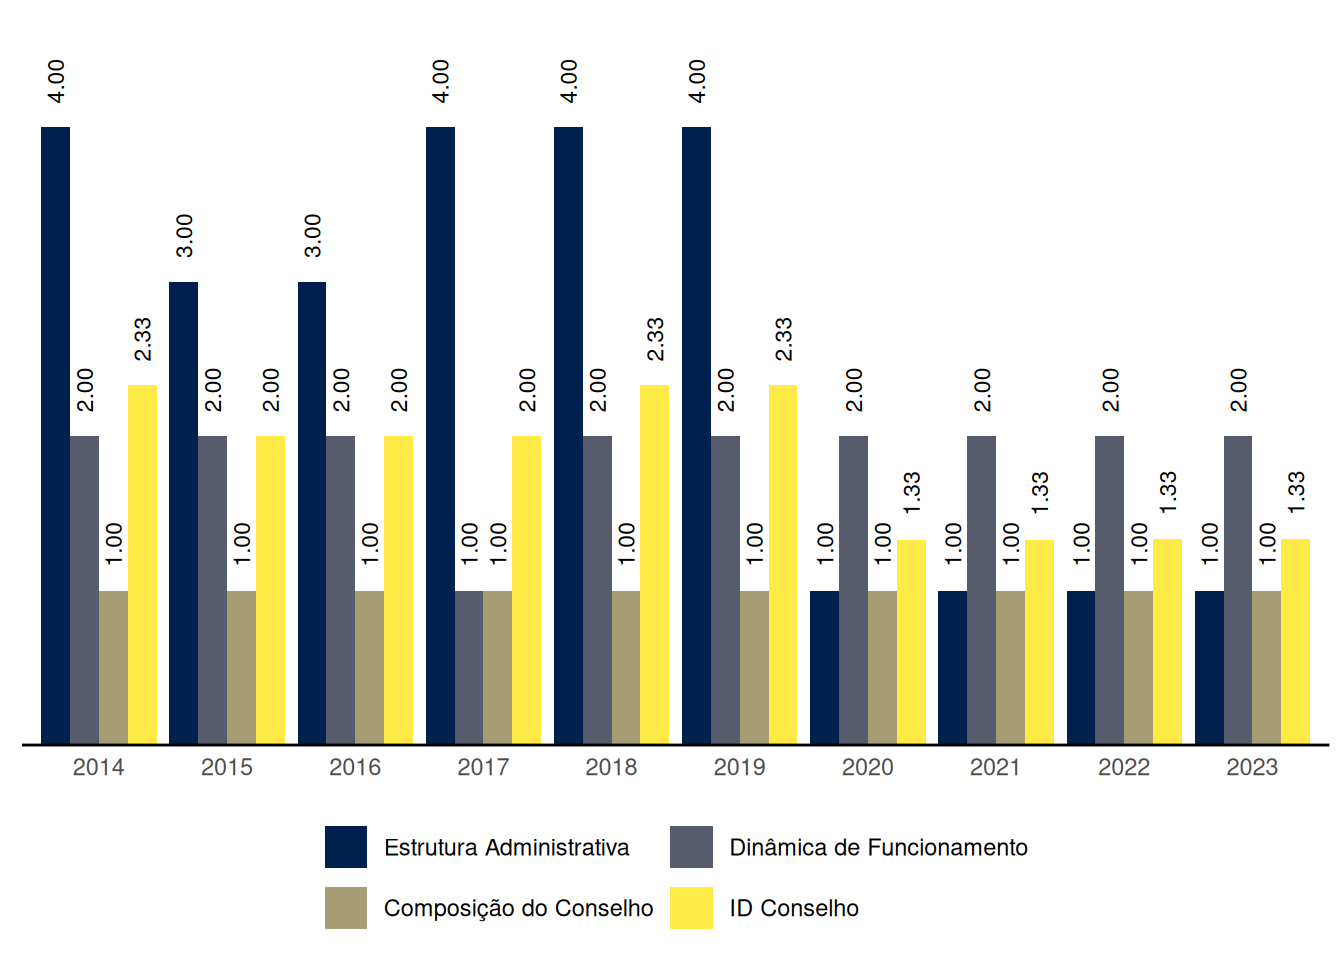 4.00 4.00 4.00 4.00
3.00 3.00
2.33 2.33 2.33
2.00 2.00 2.00 2.00 2.00 2.00 2.00 2.00 2.00 2.00 2.00 2.00
1.33 1.33 1.33 1.33
1.00 1.00 1.00 1.00 1.00 1.00 1.00 1.00 1.00 1.00 1.00 1.00 1.00 1.00 1.00
2014 2015 2016 2017 2018 2019 2020 2021 2022 2023
Estrutura Administrativa Dinâmica de Funcionamento
Composição do Conselho ID Conselho